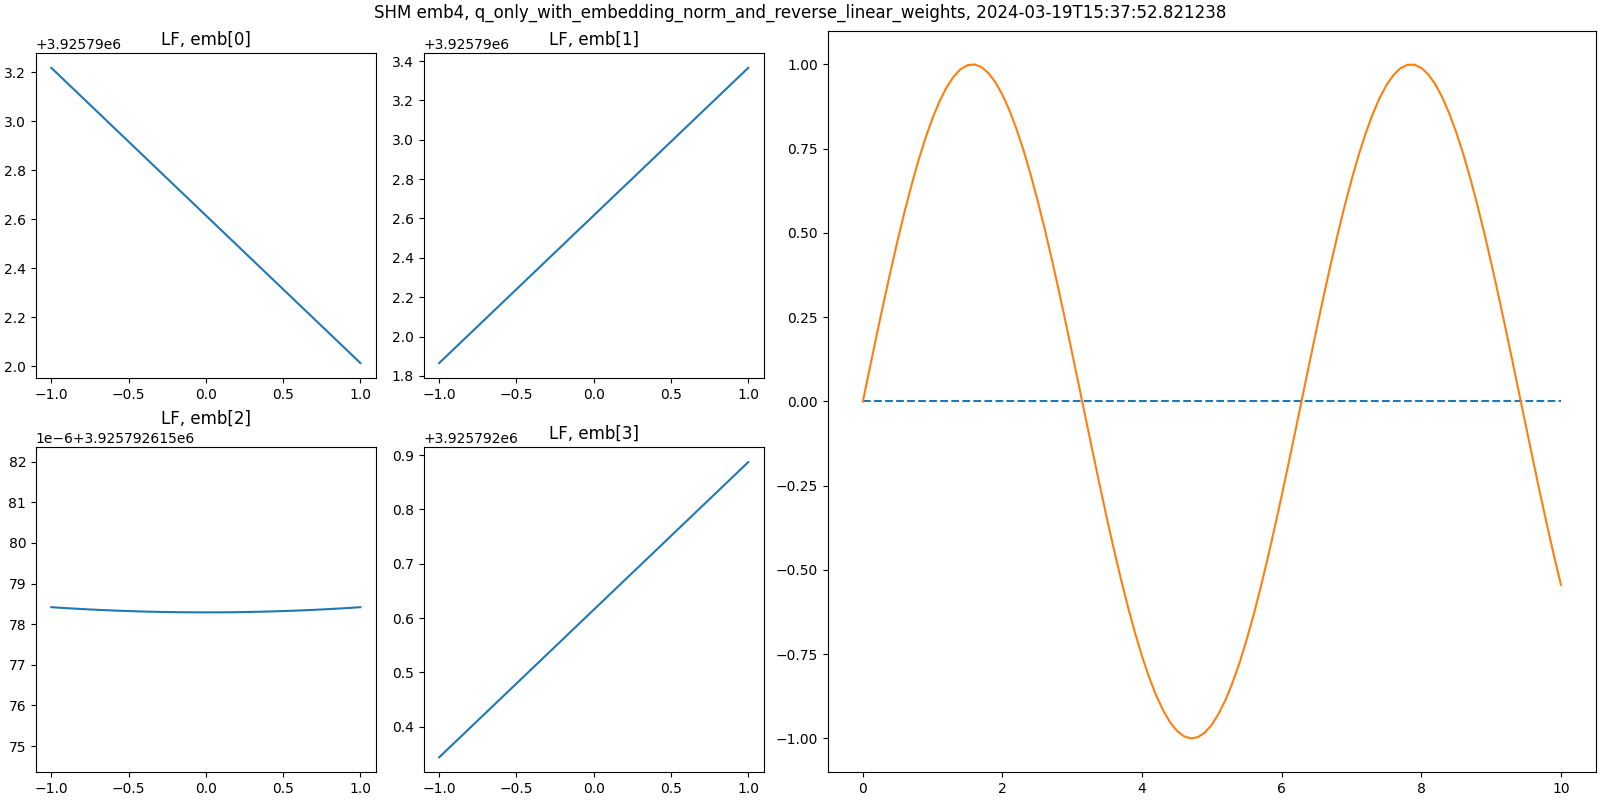 SHM emb4, q_only_with_embedding_norm_and_reverse_linear_weights, 2024-03-19T15:37:52.821238
LF, emb[0]
+3.92579e6
3.2
3.0
2.8
2.6
2.4
2.2
2.0
−1.0 −0.5 0.0 0.5 1.0
LF, emb[1]
+3.92579e6
3.4
3.2
3.0
2.8
2.6
2.4
2.2
2.0
1.8
−1.0 −0.5 0.0 0.5 1.0
LF, emb[2]
1e−6+3.925792615e6
82
81
80
79
78
77
76
75
−1.0 −0.5 0.0 0.5 1.0
LF, emb[3]
+3.925792e6
0.9
0.8
0.7
0.6
0.5
0.4
−1.0 −0.5 0.0 0.5 1.0
1.00
0.75
0.50
0.25
0.00
−0.25
−0.50
−0.75
−1.00
0 2 4 6 8 10